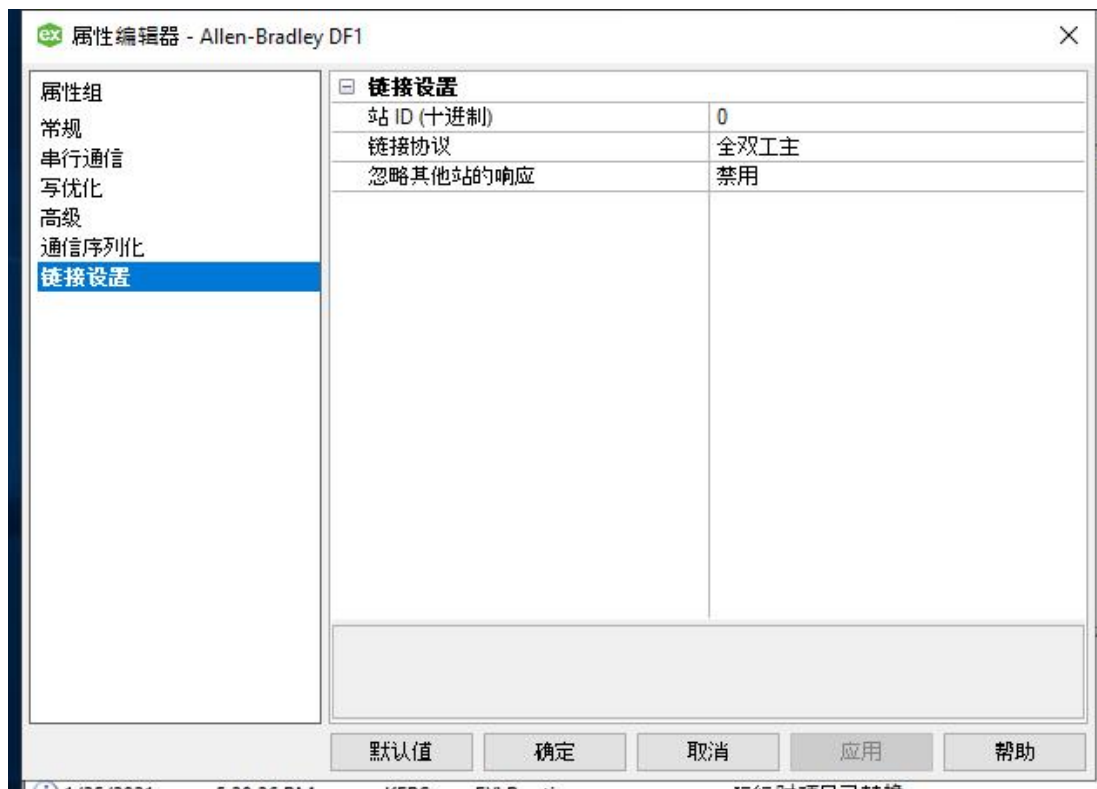 ex 属性编辑器 - Allen-Bradley DF1
属性组
常规
串行通信
写优化
高级
通信序列化
链接设置
链接设置
站 ID (十进制) 0
链接协议 全双工主
忽略其他站的响应 禁用
默认值 确定 取消 应用 帮助